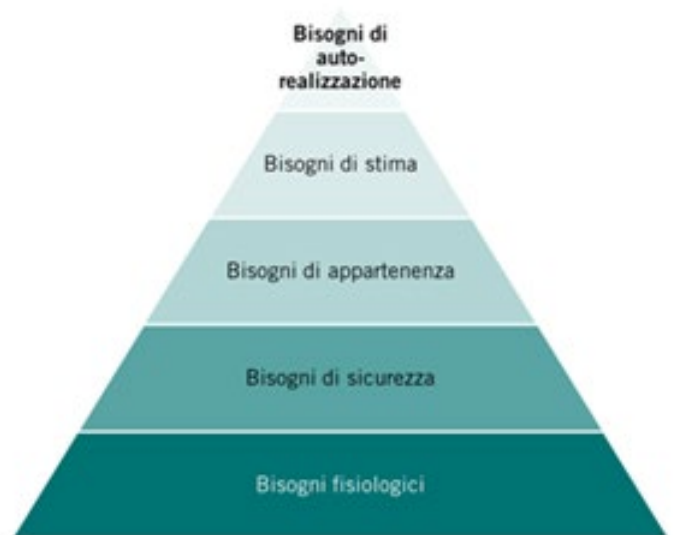 Bisogni di
auto-
realizzazione
Bisogni di stima
Bisogni di appartenenza
Bisogni di sicurezza
Bisogni fisiologici